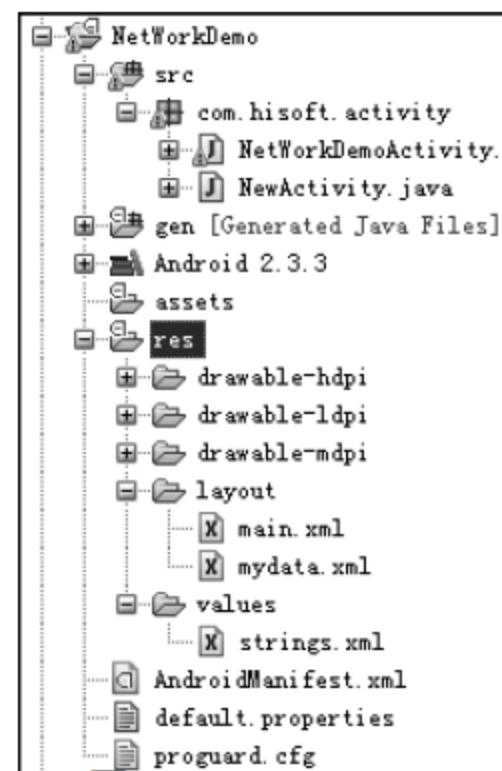 NetWorkDemo
src
com.hisoft.activity
NetWorkDemoActivity.
NewActivity.java
gen [Generated Java Files]
Android 2.3.3
assets
res
drawable-hdpi
drawable-ldpi
drawable-mdpi
layout
main.xml
mydata.xml
values
strings.xml
AndroidManifest.xml
default.properties
proguard.cfg